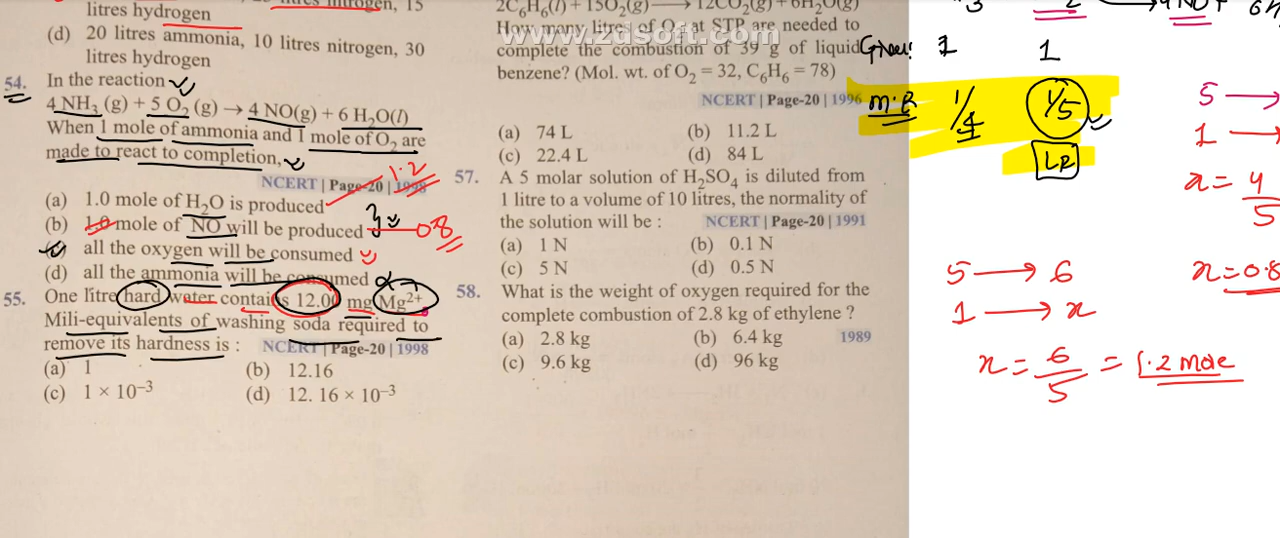 litres hydrogen
(d) 20 litres ammonia, 10 litres nitrogen, 30
litres hydrogen
54. In the reaction
4 NH₃ (g) + 5 O₂ (g) → 4 NO(g) + 6 H₂O(l)
When 1 mole of ammonia and 1 mole of O₂ are
made to react to completion,
NCERT | Page-20 | 1998
1.2
(a) 1.0 mole of H₂O is produced
(b) 1.0 mole of NO will be produced
0.8
all the oxygen will be consumed
(d) all the ammonia will be consumed
55. One litre hard water contains 12.00 mg Mg²⁺
Mili-equivalents of washing soda required to
remove its hardness is :
NCERT | Page-20 | 1998
(a) 1
(b) 12.16
(c) 1 × 10⁻³
(d) 12. 16 × 10⁻³
2C₆H₆(l) + 15O₂(g) ⟶ 12CO₂(g) + 6H₂O(g)
How many litres of O₂ at STP are needed to
complete the combustion of 39 g of liquid
benzene? (Mol. wt. of O₂ = 32, C₆H₆ = 78)
NCERT | Page-20 | 1996
(a) 74 L
(b) 11.2 L
(c) 22.4 L
(d) 84 L
57. A 5 molar solution of H₂SO₄ is diluted from
1 litre to a volume of 10 litres, the normality of
the solution will be :
NCERT | Page-20 | 1991
(a) 1 N
(b) 0.1 N
(c) 5 N
(d) 0.5 N
58. What is the weight of oxygen required for the
complete combustion of 2.8 kg of ethylene ?
(a) 2.8 kg
(b) 6.4 kg
1989
(c) 9.6 kg
(d) 96 kg
1 1
M.R 1/4 1/5
LR
5 ⟶
1 ⟶
x = 4/5
x = 0.8
5 ⟶ 6
1 ⟶ x
x = 6/5 = 1.2 mole